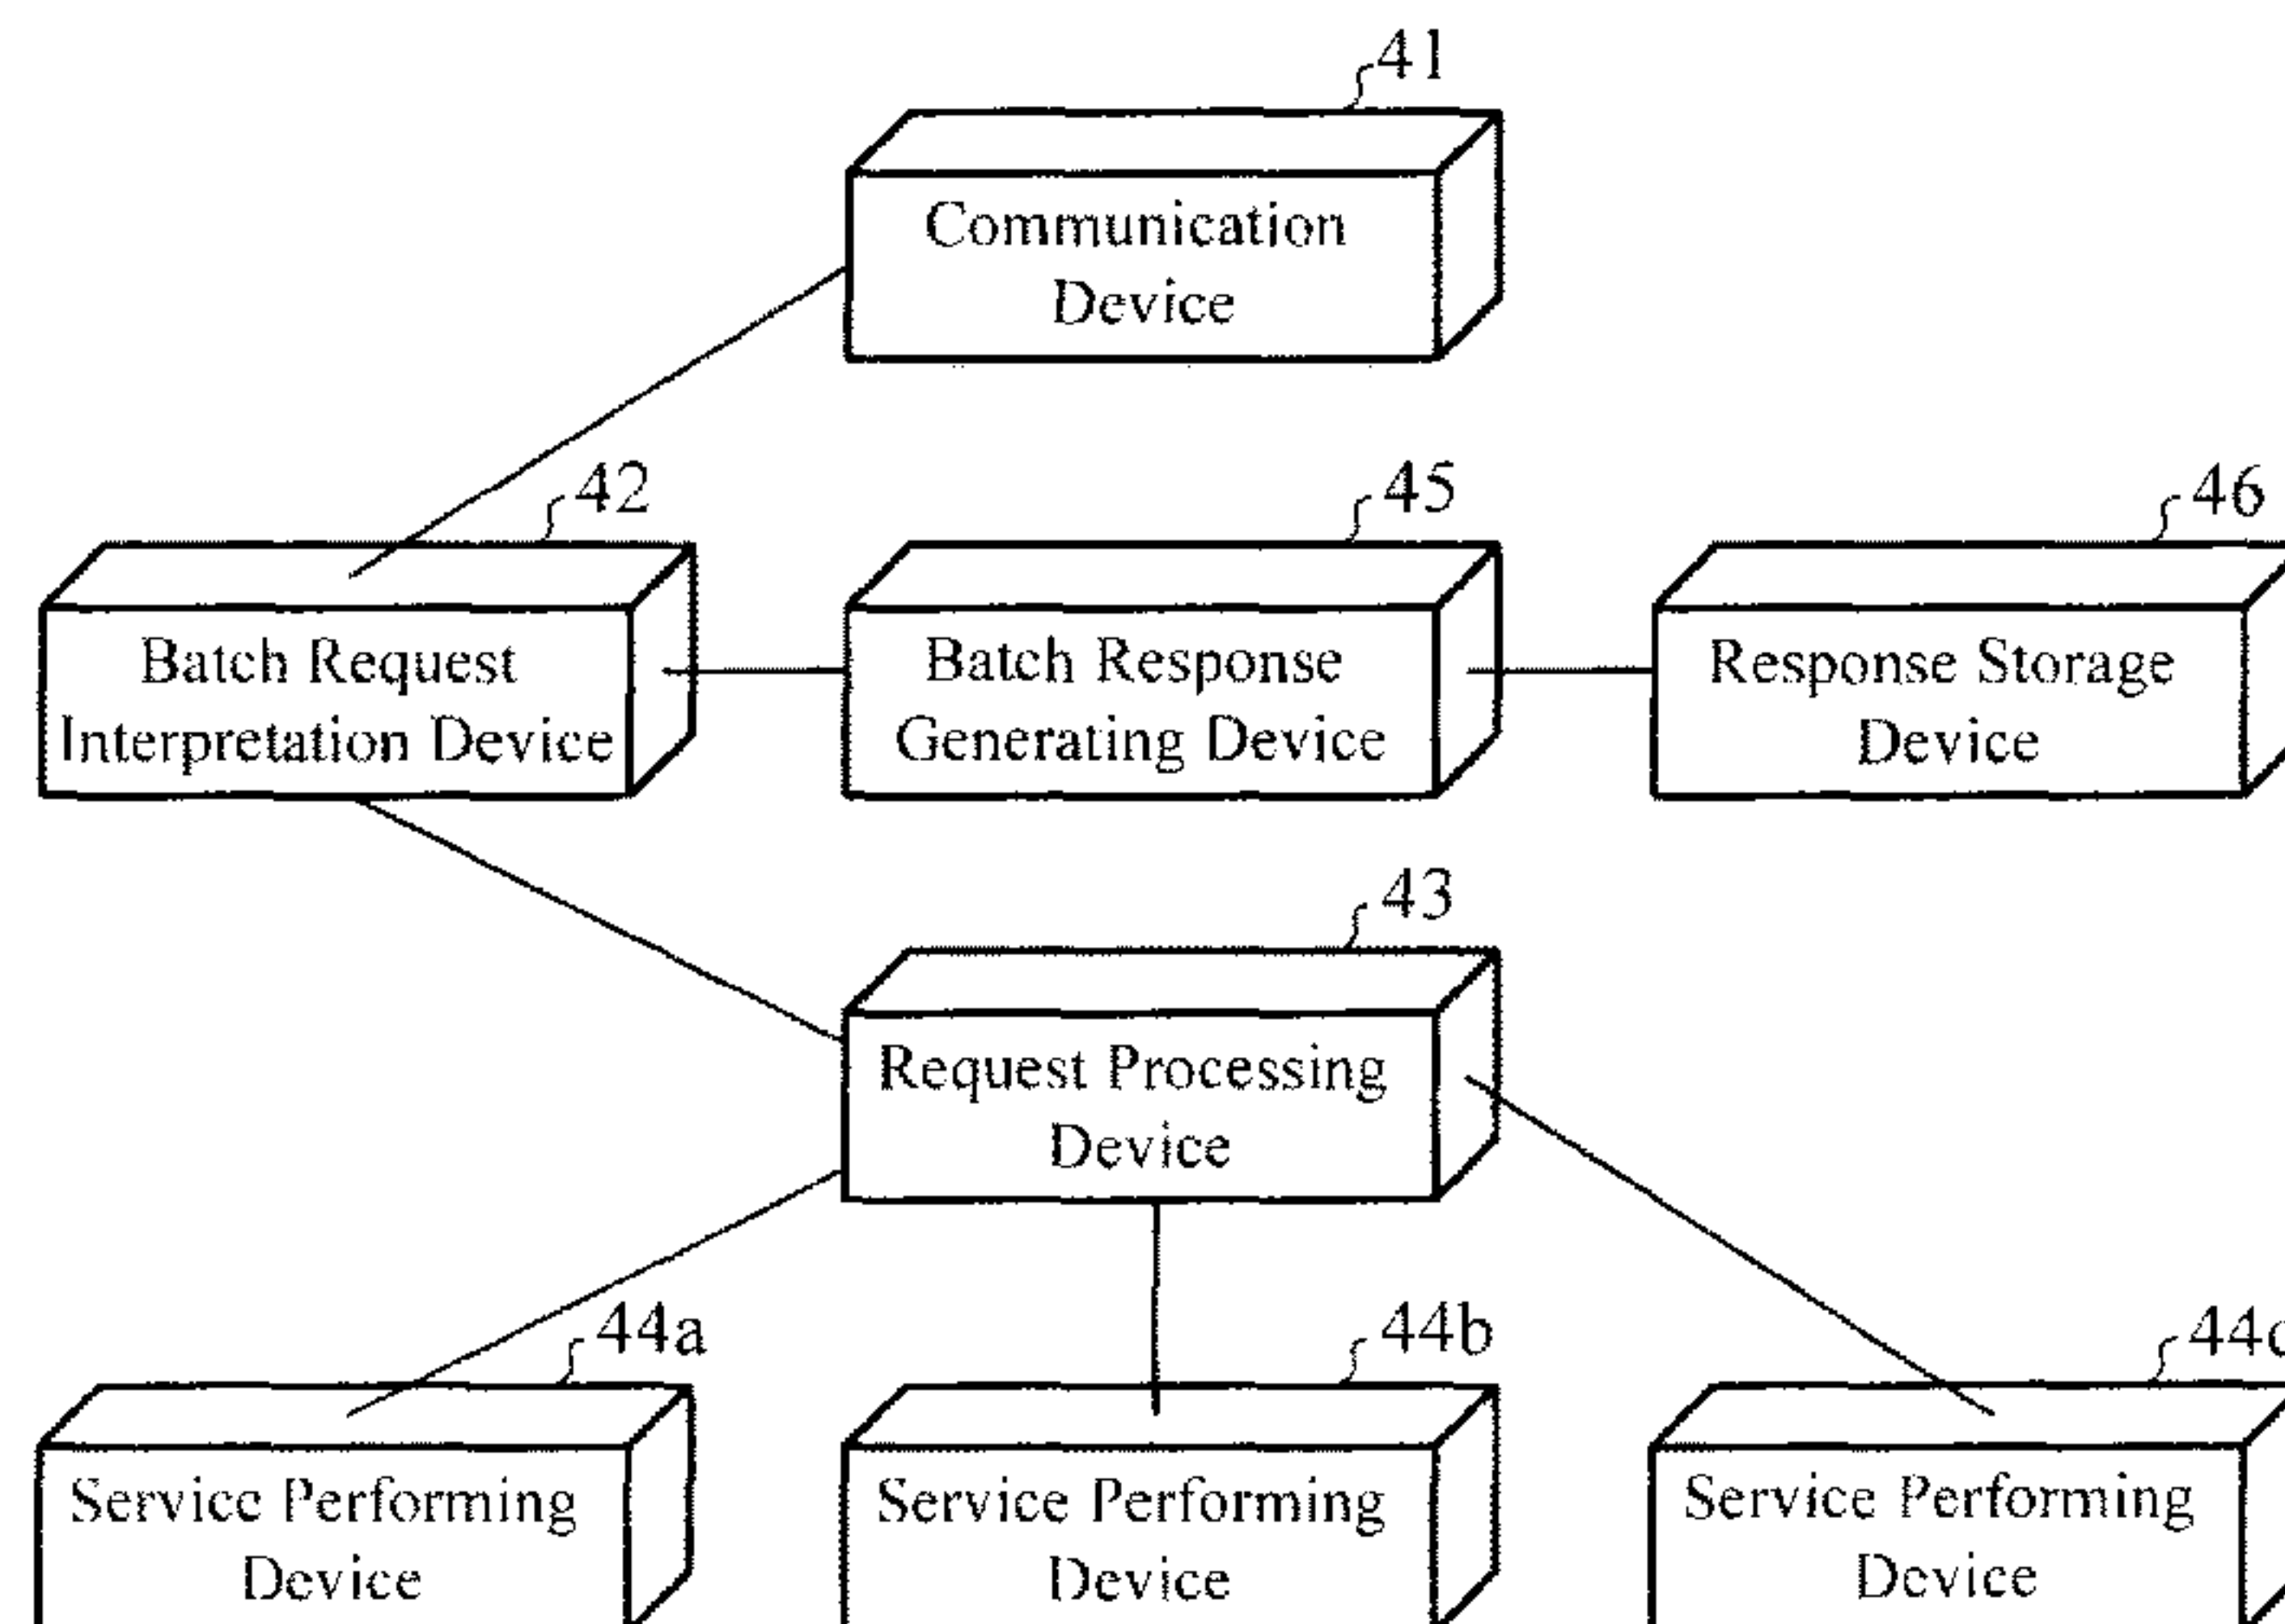 41
Communication
Device
42
45
46
Batch Request
Interpretation Device
Batch Response
Generating Device
Response Storage
Device
43
Request Processing
Device
44a
44b
44c
Service Performing
Device
Service Performing
Device
Service Performing
Device